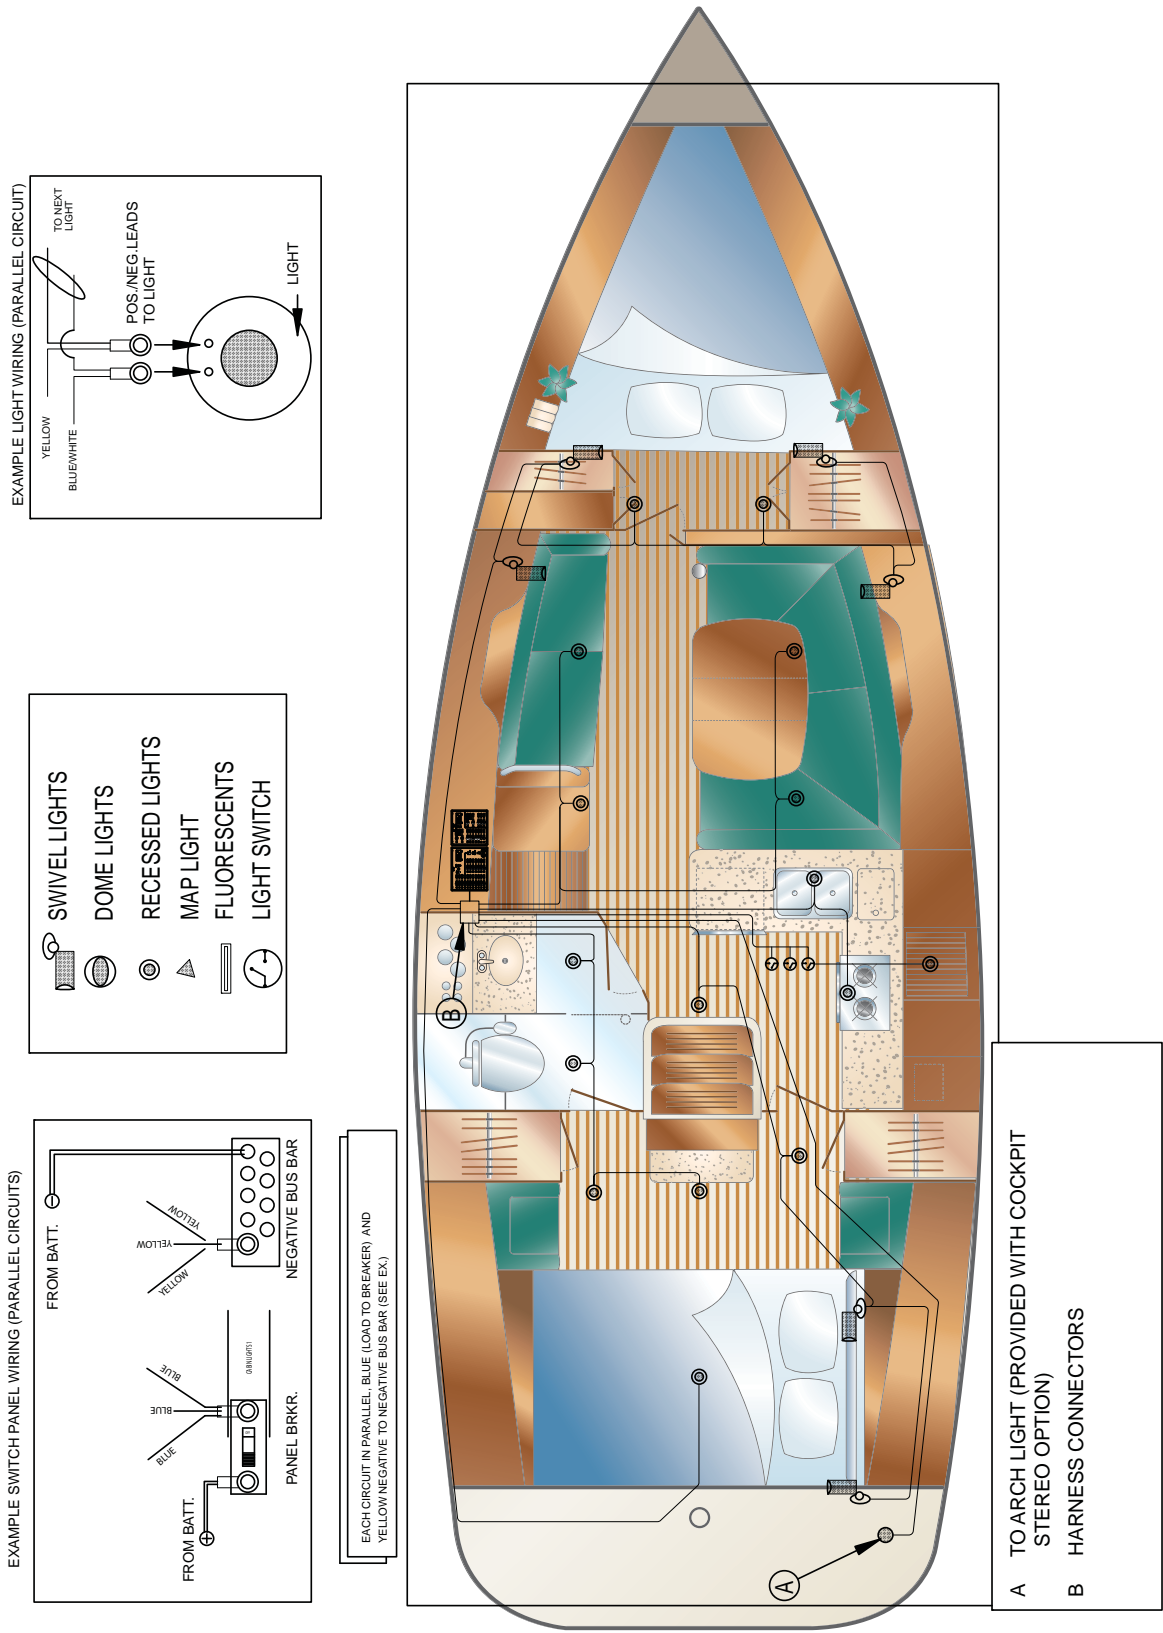 EXAMPLE SWITCH PANEL WIRING (PARALLEL CIRCUITS)
FROM BATT.
BLUE
BLUE
BLUE
PANEL BRKR.
CABIN LIGHTS 1
FROM BATT.
YELLOW
YELLOW
YELLOW
NEGATIVE BUS BAR
SWIVEL LIGHTS
DOME LIGHTS
RECESSED LIGHTS
MAP LIGHT
FLUORESCENTS
LIGHT SWITCH
EXAMPLE LIGHT WIRING (PARALLEL CIRCUIT)
YELLOW
BLUE/WHITE
TO NEXT
LIGHT
POS./NEG.LEADS
TO LIGHT
LIGHT
EACH CIRCUIT IN PARALLEL, BLUE (LOAD TO BREAKER) AND
YELLOW NEGATIVE TO NEGATIVE BUS BAR (SEE EX.)
B
A
A TO ARCH LIGHT (PROVIDED WITH COCKPIT
STEREO OPTION)
B HARNESS CONNECTORS